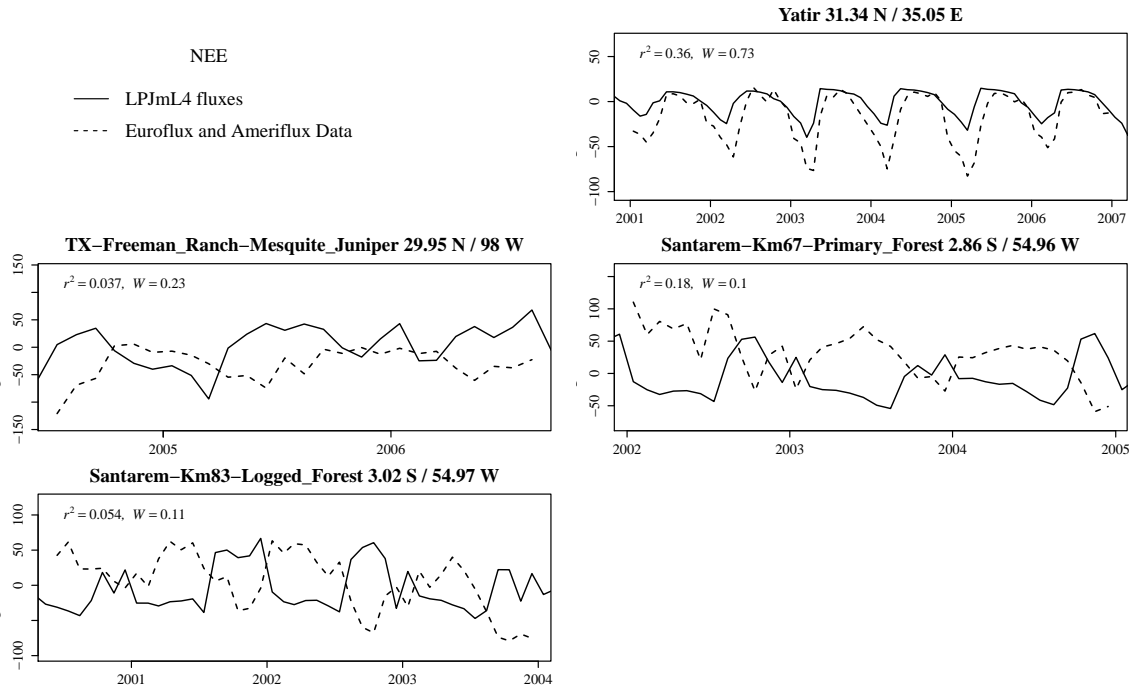 NEE
LPJmL4 fluxes
Euroflux and Ameriflux Data
Yatir 31.34 N / 35.05 E
r² = 0.36, W = 0.73
50
0
−50
−100
2001 2002 2003 2004 2005 2006 2007
TX−Freeman_Ranch−Mesquite_Juniper 29.95 N / 98 W
r² = 0.037, W = 0.23
150
50
0
−50
−150
2005 2006
Santarem−Km67−Primary_Forest 2.86 S / 54.96 W
r² = 0.18, W = 0.1
100
50
0
−50
2002 2003 2004 2005
Santarem−Km83−Logged_Forest 3.02 S / 54.97 W
r² = 0.054, W = 0.11
100
50
0
−100
2001 2002 2003 2004